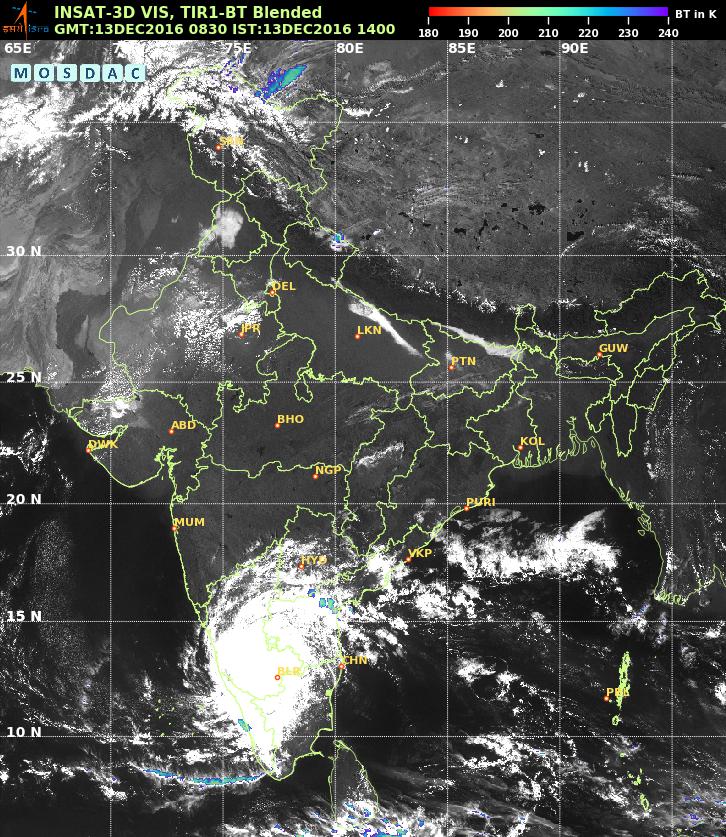 INSAT-3D VIS, TIR1-BT Blended
GMT:13DEC2016 0830 IST:13DEC2016 1400
BT in K
180 190 200 210 220 230 240
65E 75E 80E 85E 90E
MOSDAC
30 N
DEL
JPR
LKN
GUW
PTN
25 N
ABD
BHO
DWK
KOL
NGP
20 N
PURI
MUM
VKP
HYD
15 N
CHN
BLR
10 N